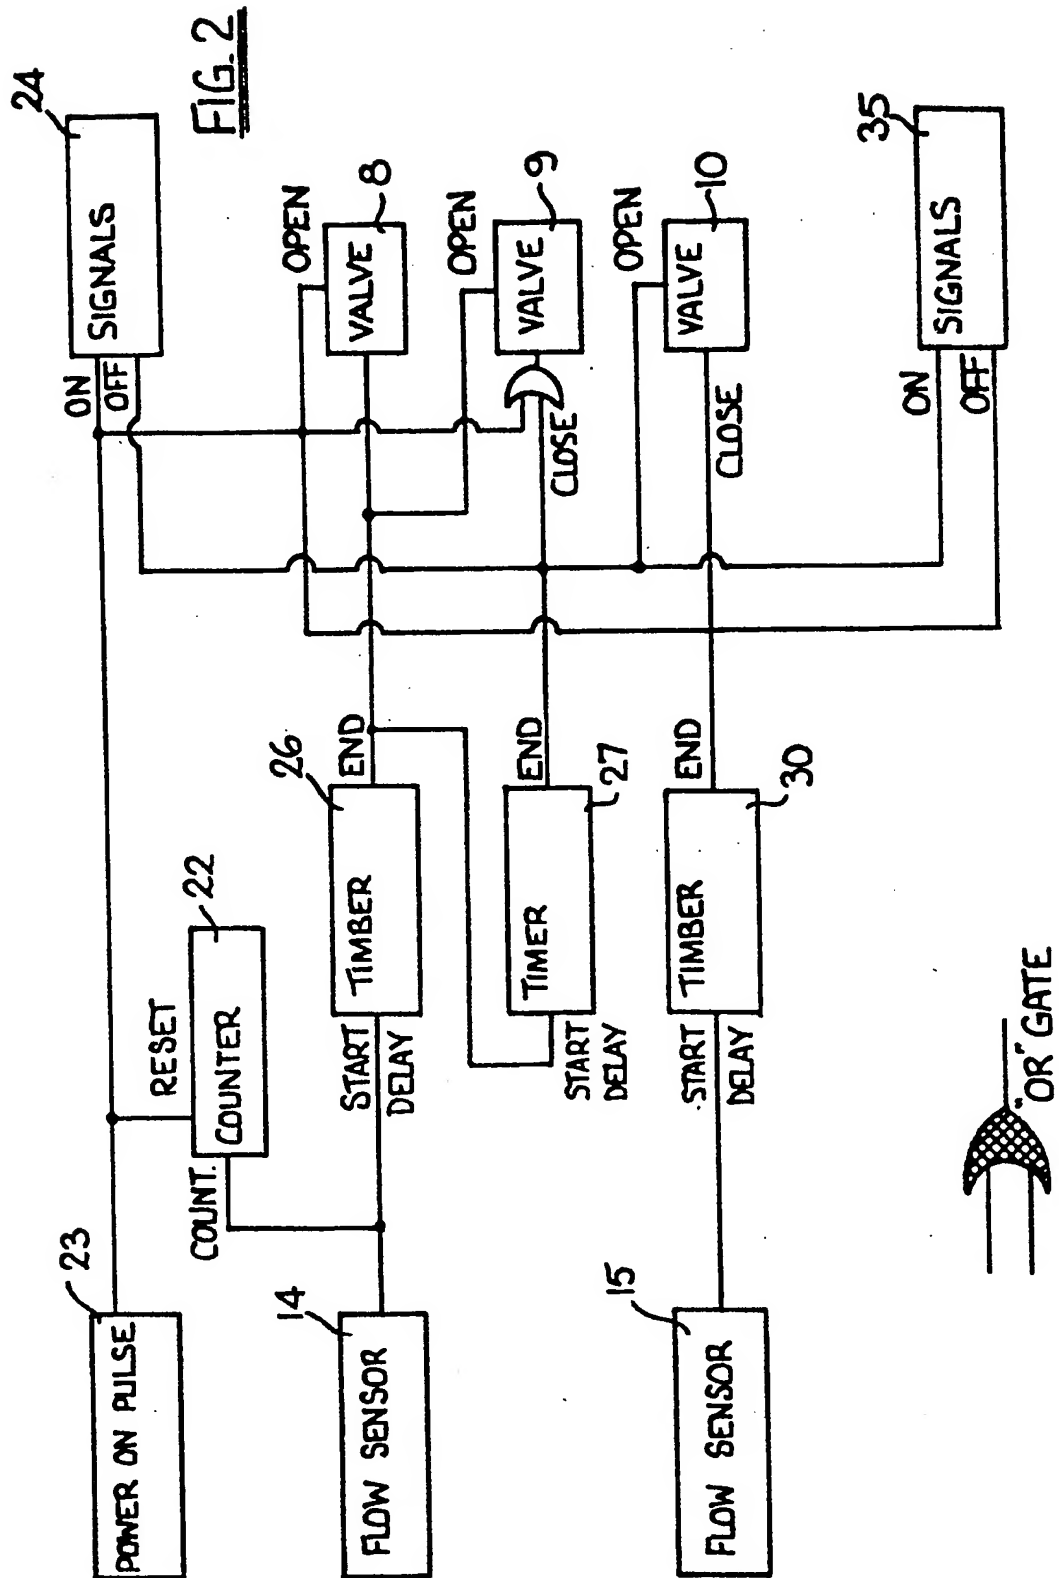 FIG. 2
24
SIGNALS
ON
OFF
23
POWER ON PULSE
RESET
22
COUNTER
COUNT.
14
FLOW SENSOR
START
DELAY
26
TIMBER
END
OPEN
8
VALVE
START
DELAY
TIMER
27
END
OPEN
9
VALVE
CLOSE
15
FLOW SENSOR
START
DELAY
TIMBER
30
END
OPEN
10
VALVE
CLOSE
35
SIGNALS
ON
OFF
"OR" GATE